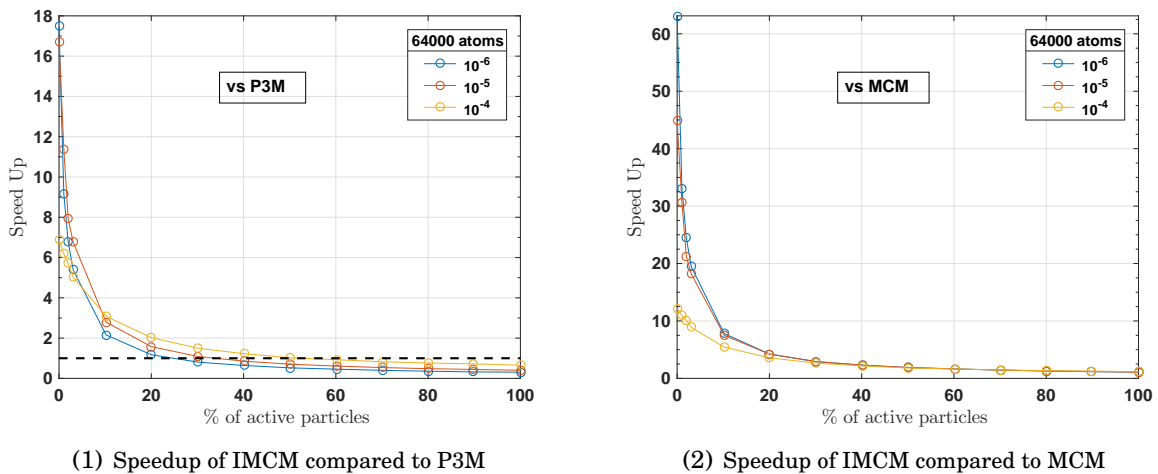 18
16
14
12
10
8
6
4
2
0
Speed Up
64000 atoms
10-6
10-5
10-4
vs P3M
0 20 40 60 80 100
% of active particles
(1) Speedup of IMCM compared to P3M
60
50
40
30
20
10
0
Speed Up
64000 atoms
10-6
10-5
10-4
vs MCM
0 20 40 60 80 100
% of active particles
(2) Speedup of IMCM compared to MCM